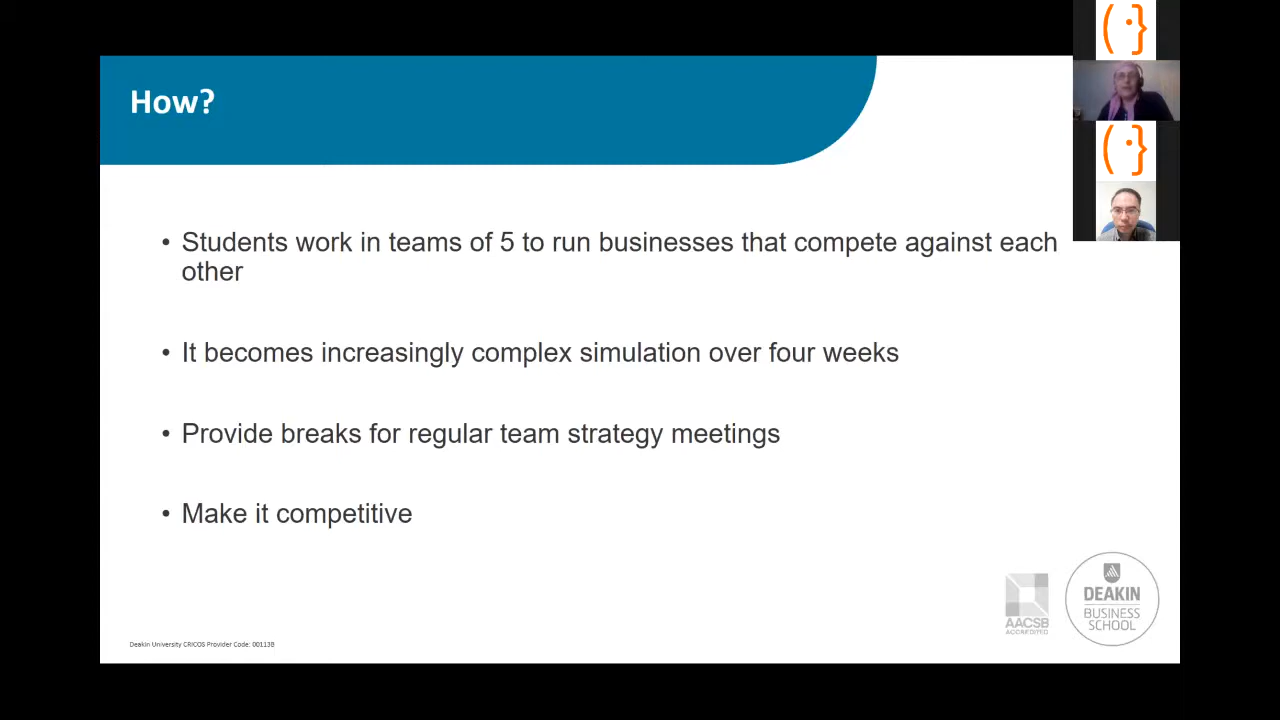 How?
• Students work in teams of 5 to run businesses that compete against each
other
• It becomes increasingly complex simulation over four weeks
• Provide breaks for regular team strategy meetings
• Make it competitive
AACSB
ACCREDITED
DEAKIN
BUSINESS
SCHOOL
Deakin University CRICOS Provider Code: 00113B